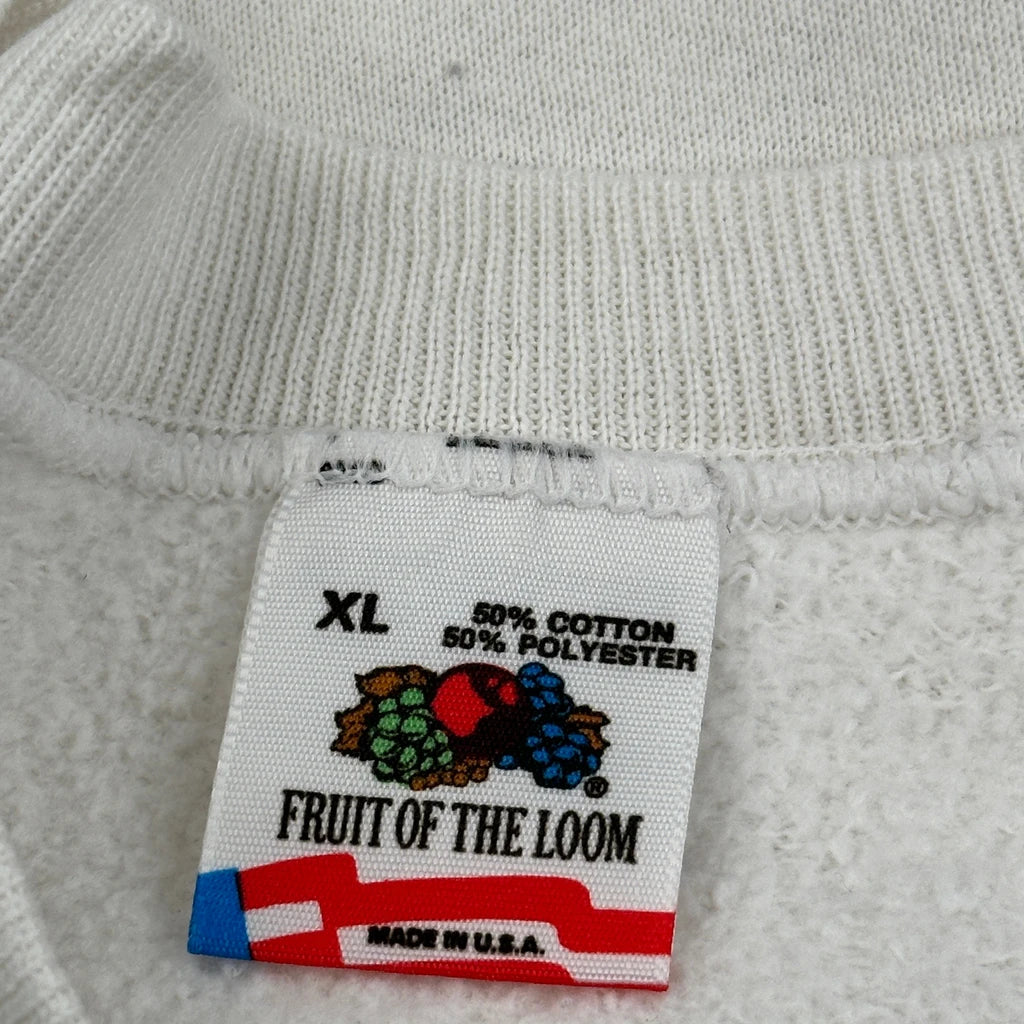 XL
50% COTTON
50% POLYESTER
®
FRUIT OF THE LOOM
MADE IN U.S.A.